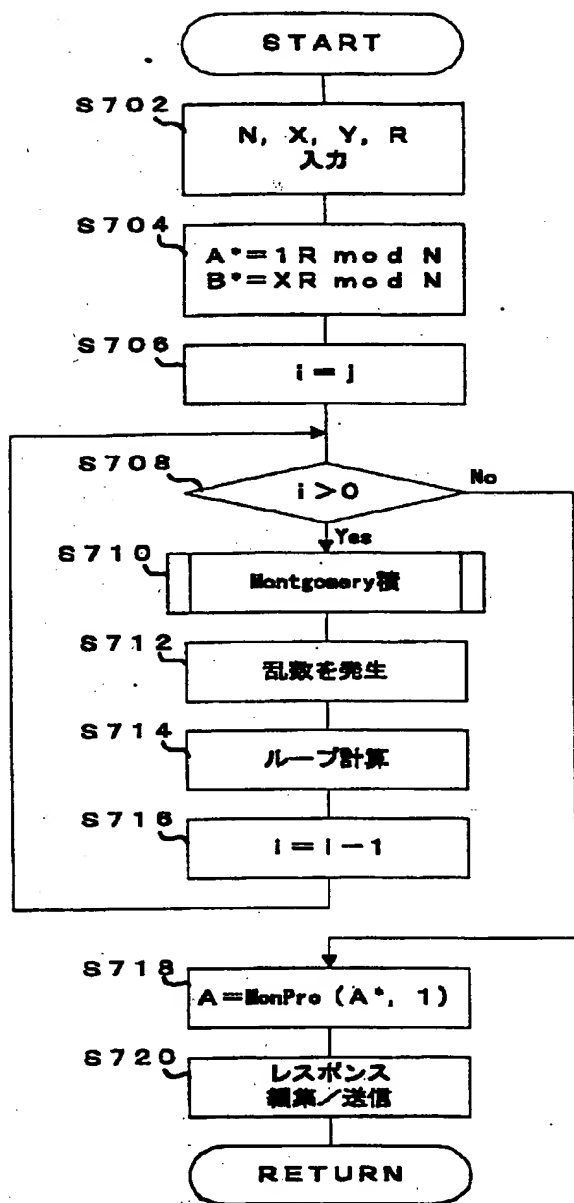 START
S702
N, X, Y, R
入力
S704
A*=1R mod N
B*=XR mod N
S706
i=j
S708
i>0
No
Yes
S710
Montgomery積
S712
乱数を発生
S714
ループ計算
S716
i=i-1
S718
A=MonPro(A*, 1)
S720
レスポンス
編集/送信
RETURN